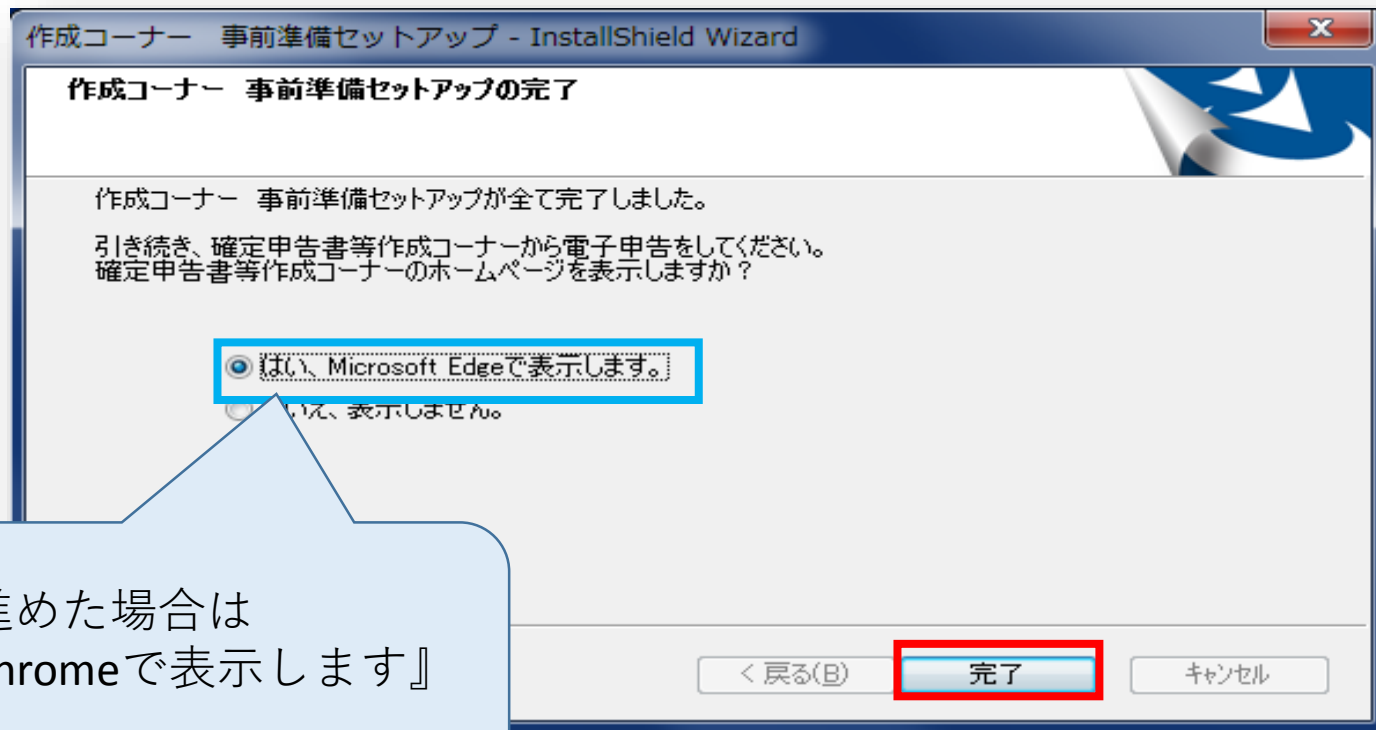 作成コーナー 事前準備セットアップ - InstallShield Wizard
作成コーナー 事前準備セットアップの完了
作成コーナー 事前準備セットアップが全て完了しました。
引き続き、確定申告書等作成コーナーから電子申告をしてください。
確定申告書等作成コーナーのホームページを表示しますか？
はい、Microsoft Edgeで表示します。
いえ、表示しません。
進めた場合は
hromeで表示します』
< 戻る(B)
完了
キャンセル